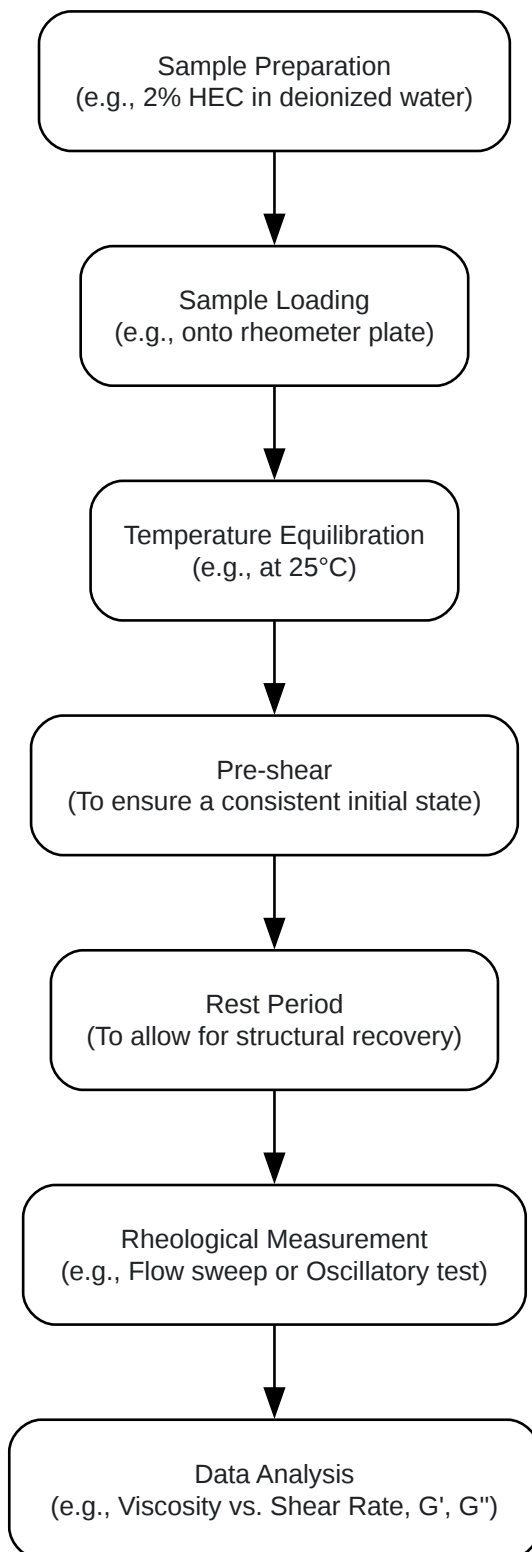 Sample Preparation
(e.g., 2% HEC in deionized water)
Sample Loading
(e.g., onto rheometer plate)
Temperature Equilibration
(e.g., at 25°C)
Pre-shear
(To ensure a consistent initial state)
Rest Period
(To allow for structural recovery)
Rheological Measurement
(e.g., Flow sweep or Oscillatory test)
Data Analysis
(e.g., Viscosity vs. Shear Rate, G', G")